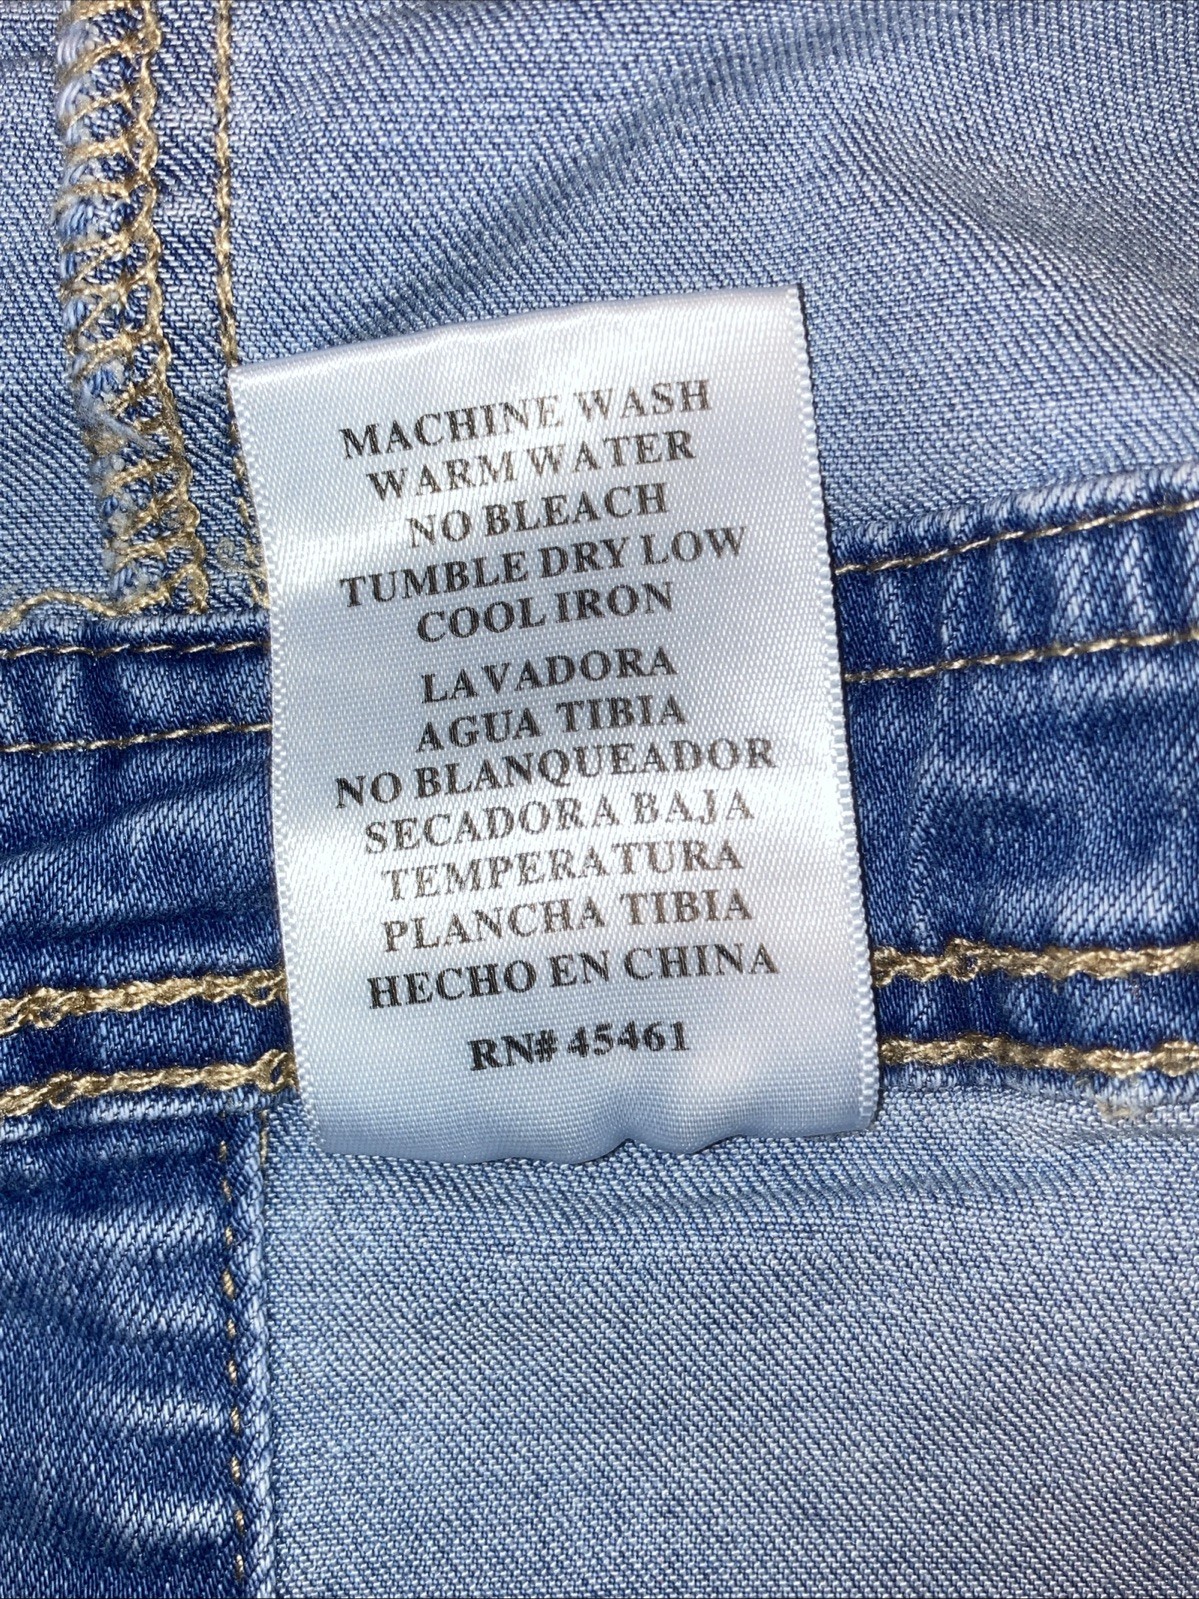 MACHINE WASH
WARM WATER
NO BLEACH
TUMBLE DRY LOW
COOL IRON
LAVADORA
AGUA TIBIA
NO BLANQUEADOR
SECADORA BAJA
TEMPERATURA
PLANCHA TIBIA
HECHO EN CHINA
RN# 45461